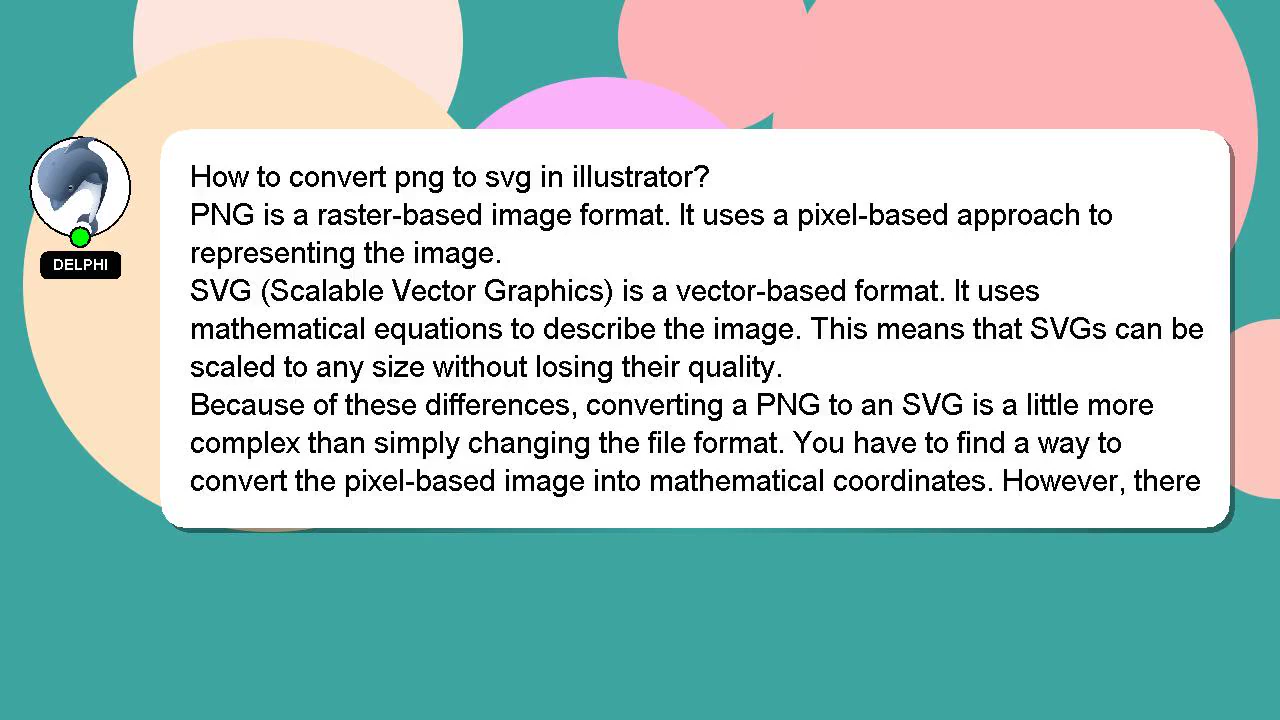 DELPHI
How to convert png to svg in illustrator?
PNG is a raster-based image format. It uses a pixel-based approach to
representing the image.
SVG (Scalable Vector Graphics) is a vector-based format. It uses
mathematical equations to describe the image. This means that SVGs can be
scaled to any size without losing their quality.
Because of these differences, converting a PNG to an SVG is a little more
complex than simply changing the file format. You have to find a way to
convert the pixel-based image into mathematical coordinates. However, there